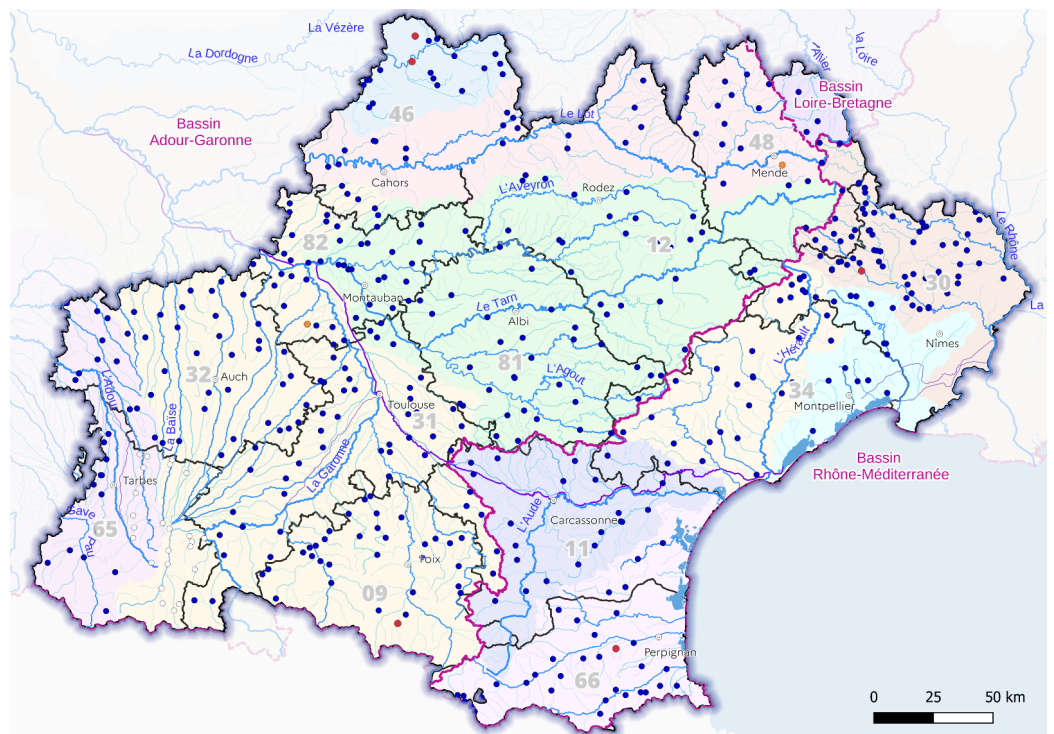 La Vézère
La Dordogne
L'Allier
la Loire
Bassin
Loire-Bretagne
Bassin
Adour-Garonne
46
Le Lot
48
Mende
Cahors
L'Aveyron
Rodez
Le Rhône
82
12
30
Montauban
Le Tarn
Albi
La
L'Hérault
Nîmes
32
Auch
L'Adour
81
L'Agout
34
Montpellier
La Baïse
Toulouse
31
La Garonne
Bassin
Rhône-Méditerranée
Tarbes
Gave
Pau
65
L'Aude
Carcassonne
11
Foix
09
Perpignan
66
0 25 50 km